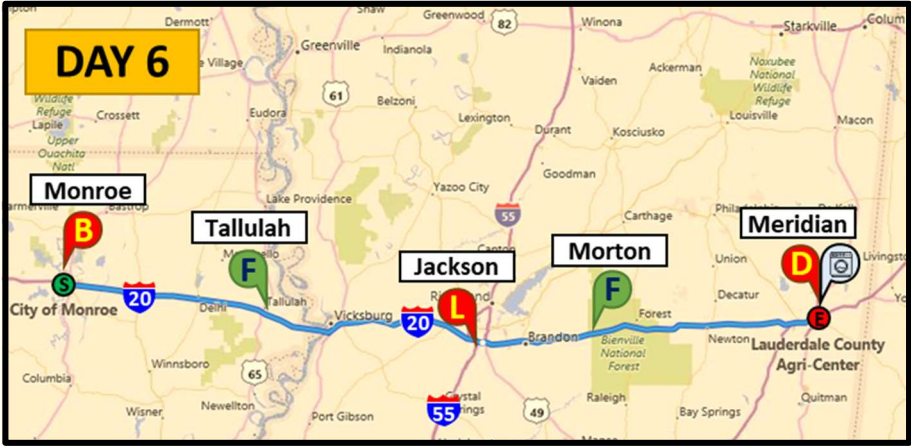 DAY 6
Dermott
Shaw
Greenwood
82
Winona
Starkville
Colum
Greenville
Indianola
Village
Ackerman
Noxubee
National
Wildlife
Refuge
Vaiden
61
Belzoni
Wildlife
Refuge
Crossett
Lapile
Eudora
Lexington
Louisville
Macon
Durant
Kosciusko
Upper
Ouachita
Natl
Goodman
Monroe
Bastrop
Lake Providence
Yazoo City
55
Carthage
Tallulah
Meridian
B
Canton
Morton
Union
Livingst
Jackson
F
F
D
S
20
Tallulah
Delhi
City of Monroe
Vicksburg
20
L
Decatur
Forest
E
Brandon
Newton
Lauderdale County
Agri-Center
Bienville
National
Forest
Winnsboro
65
Columbia
Wisner
Newellton
Port Gibson
55
Crystal
Springs
49
Raleigh
Bay Springs
Quitman